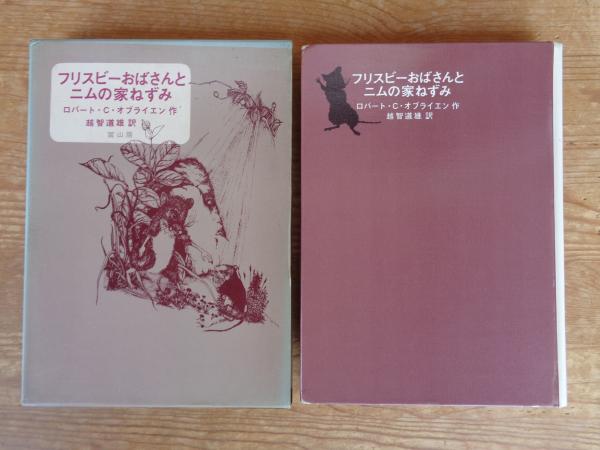 フリスビーおばさんと
ニムの家ねずみ
ロバート・C・オブライエン 作
越智道雄 訳
冨山房
フリスビーおばさんと
ニムの家ねずみ
ロバート・C・オブライエン 作
越智道雄 訳